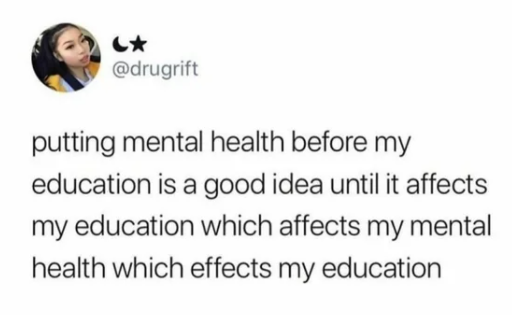 ☾★
@drugrift
putting mental health before my
education is a good idea until it affects
my education which affects my mental
health which effects my education